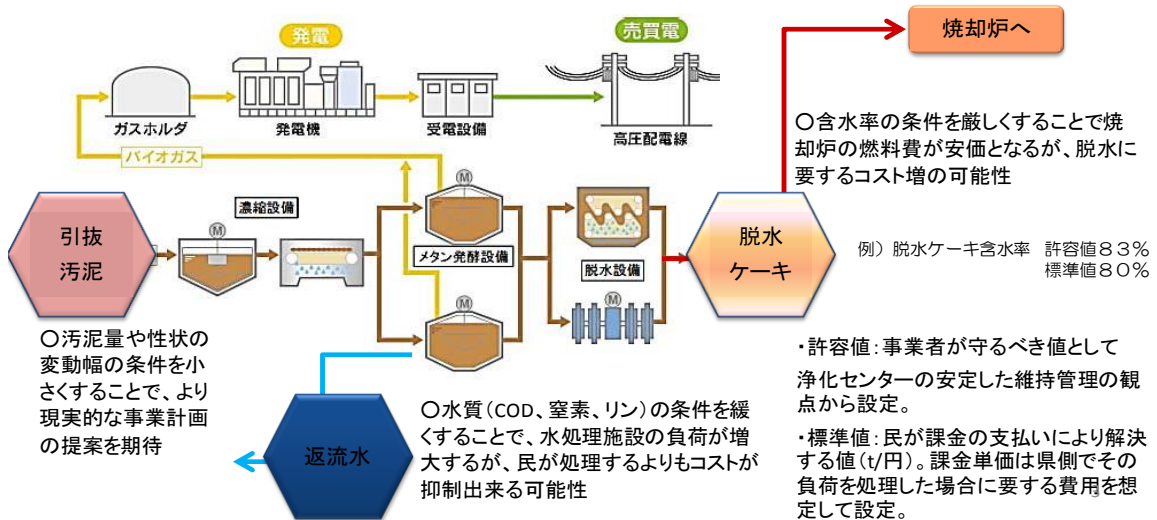 発電
売買電
焼却炉へ
ガスホルダ
発電機
受電設備
高圧配電線
バイオガス
〇含水率の条件を厳しくすることで焼
却炉の燃料費が安価となるが、脱水に
要するコスト増の可能性
引抜
汚泥
濃縮設備
M
M
メタン発酵設備
M
脱水設備
M
脱水
ケーキ
例）脱水ケーキ含水率　許容値８３％
標準値８０％
〇汚泥量や性状の
変動幅の条件を小
さくすることで、より
現実的な事業計画
の提案を期待
返流水
〇水質（COD、窒素、リン）の条件を緩
くすることで、水処理施設の負荷が増
大するが、民が処理するよりもコストが
抑制出来る可能性
・許容値：事業者が守るべき値として
浄化センターの安定した維持管理の観
点から設定。
・標準値：民が課金の支払いにより解決
する値（t/円）。課金単価は県側でその
負荷を処理した場合に要する費用を想
定して設定。